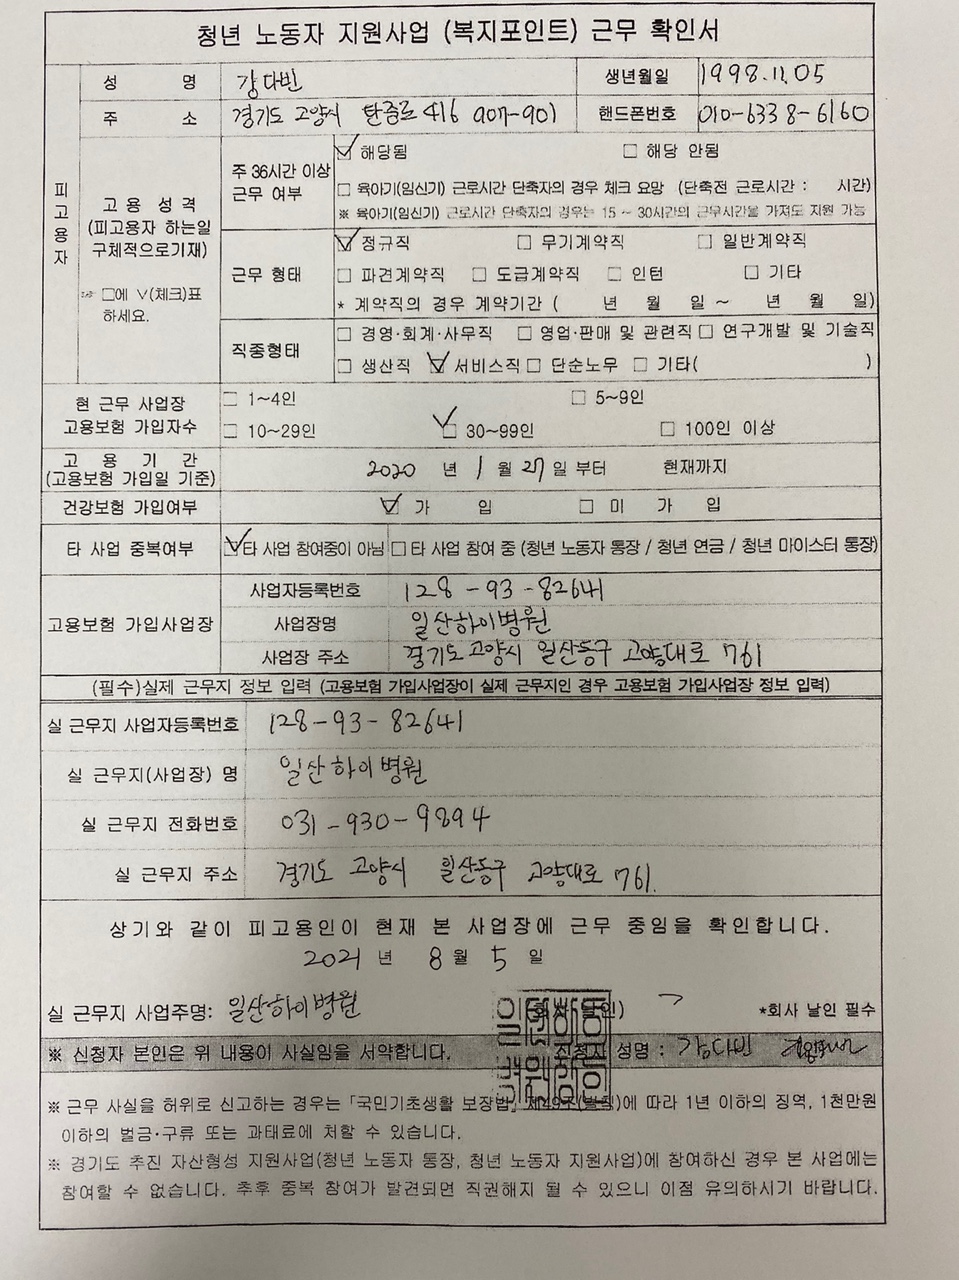 청년 노동자 지원사업 (복지포인트) 근무 확인서
피고용자
성 명 강다빈 생년월일 1998.11.05
주 소 경기도 고양시 탄중로 416 907-901 핸드폰번호 010-6338-6160
고용 성격
(피고용자 하는일
구체적으로기재)
☞ □에 ∨(체크)표
하세요.
주 36시간 이상
근무 여부
☑ 해당됨 □ 해당 안됨
□ 육아기(임신기) 근로시간 단축자의 경우 체크 요망 (단축전 근로시간 : 시간)
※ 육아기(임신기) 근로시간 단축자의 경우는 15 ~ 30시간의 근무시간을 가져도 지원 가능
근무 형태
☑ 정규직 □ 무기계약직 □ 일반계약직
□ 파견계약직 □ 도급계약직 □ 인턴 □ 기타
* 계약직의 경우 계약기간 ( 년 월 일 ~ 년 월 일)
직종형태
□ 경영·회계·사무직 □ 영업·판매 및 관련직 □ 연구개발 및 기술직
□ 생산직 ☑ 서비스직 □ 단순노무 □ 기타( )
현 근무 사업장
고용보험 가입자수
□ 1~4인 □ 5~9인
□ 10~29인 ☑ 30~99인 □ 100인 이상
고 용 기 간
(고용보험 가입일 기준)
2020 년 1 월 27 일 부터 현재까지
건강보험 가입여부 ☑ 가 입 □ 미 가 입
타 사업 중복여부 ☑ 타 사업 참여중이 아님 □ 타 사업 참여 중 (청년 노동자 통장 / 청년 연금 / 청년 마이스터 통장)
고용보험 가입사업장
사업자등록번호 128-93-82641
사업장명 일산하이병원
사업장 주소 경기도 고양시 일산동구 고양대로 761
(필수)실제 근무지 정보 입력 (고용보험 가입사업장이 실제 근무지인 경우 고용보험 가입사업장 정보 입력)
실 근무지 사업자등록번호 128-93-82641
실 근무지(사업장) 명 일산하이병원
실 근무지 전화번호 031-930-9894
실 근무지 주소 경기도 고양시 일산동구 고양대로 761.
상기와 같이 피고용인이 현재 본 사업장에 근무 중임을 확인합니다.
2021 년 8 월 5 일
실 근무지 사업주명: 일산하이병원 인) *회사 날인 필수
※ 신청자 본인은 위 내용이 사실임을 서약합니다. 신청자 성명 : 강다빈
※ 근무 사실을 허위로 신고하는 경우는 「국민기초생활 보장법」 제49조(벌칙)에 따라 1년 이하의 징역, 1천만원
이하의 벌금·구류 또는 과태료에 처할 수 있습니다.
※ 경기도 추진 자산형성 지원사업(청년 노동자 통장, 청년 노동자 지원사업)에 참여하신 경우 본 사업에는
참여할 수 없습니다. 추후 중복 참여가 발견되면 직권해지 될 수 있으니 이점 유의하시기 바랍니다.